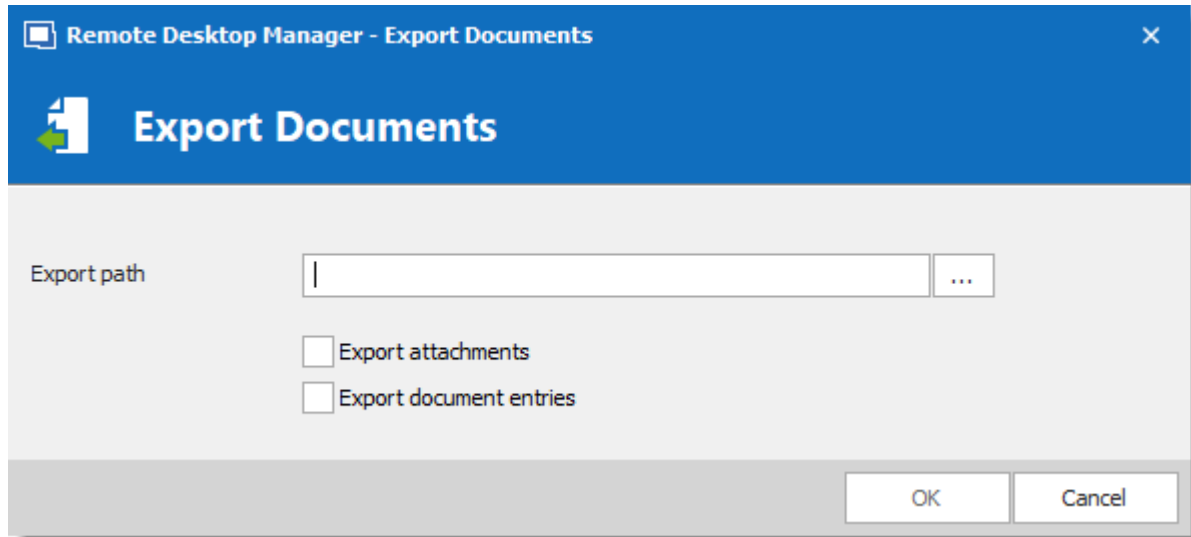 Remote Desktop Manager - Export Documents
Export Documents
Export path
...
Export attachments
Export document entries
OK Cancel